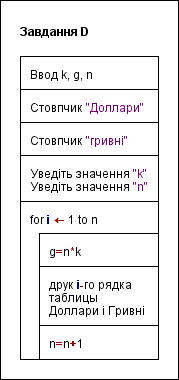 Завдання D
Ввод k, g, n
Стовпчик "Доллари"
Стовпчик "гривні"
Уведіть значення "K"
Уведіть значення "n"
for i ← 1 to n
g=n*k
друк i-го рядка
таблицы
Доллари і Гривні
n=n+1